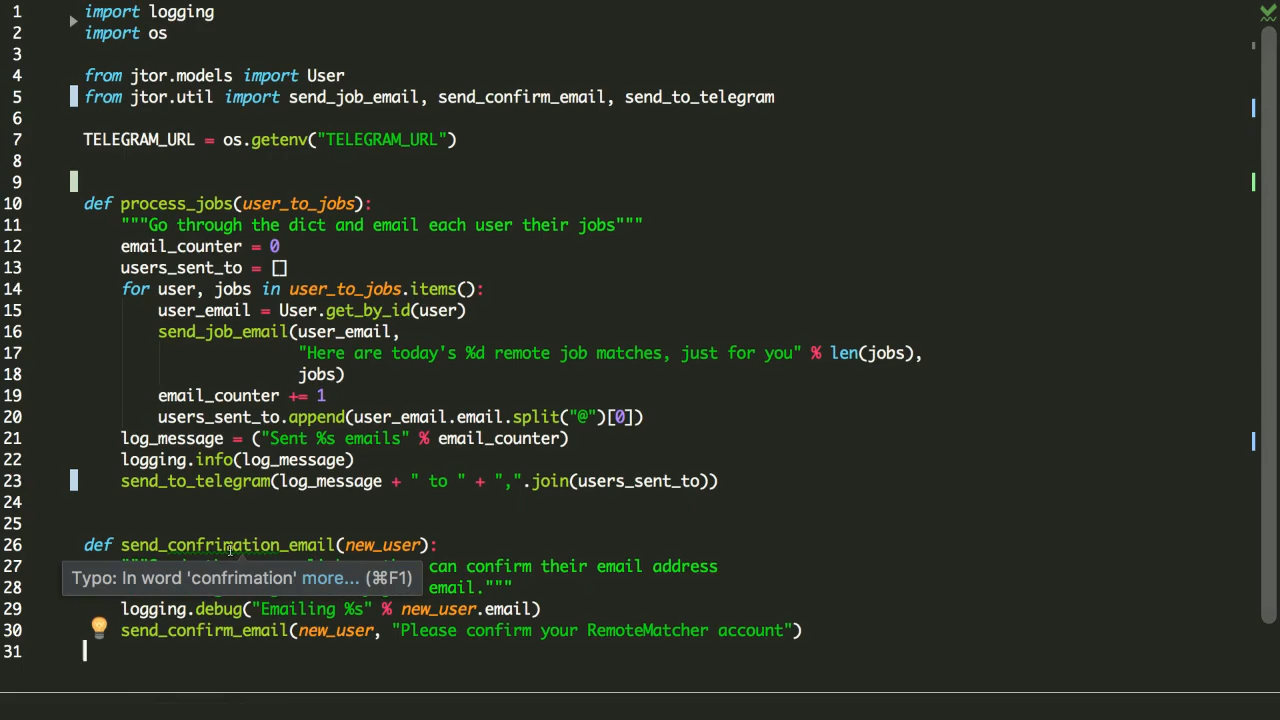 1 import logging
2 import os
3
4 from jtor.models import User
5 from jtor.util import send_job_email, send_confirm_email, send_to_telegram
6
7 TELEGRAM_URL = os.getenv("TELEGRAM_URL")
8
9
10 def process_jobs(user_to_jobs):
11 """Go through the dict and email each user their jobs"""
12 email_counter = 0
13 users_sent_to = []
14 for user, jobs in user_to_jobs.items():
15 user_email = User.get_by_id(user)
16 send_job_email(user_email,
17 "Here are today's %d remote job matches, just for you" % len(jobs),
18 jobs)
19 email_counter += 1
20 users_sent_to.append(user_email.email.split("@")[0])
21 log_message = ("Sent %s emails" % email_counter)
22 logging.info(log_message)
23 send_to_telegram(log_message + " to " + ",".join(users_sent_to))
24
25
26 def send_confrimation_email(new_user):
27 can confirm their email address
Typo: In word 'confrimation' more... (⌘F1)
28 email."""
29 logging.debug("Emailing %s" % new_user.email)
30 send_confirm_email(new_user, "Please confirm your RemoteMatcher account")
31